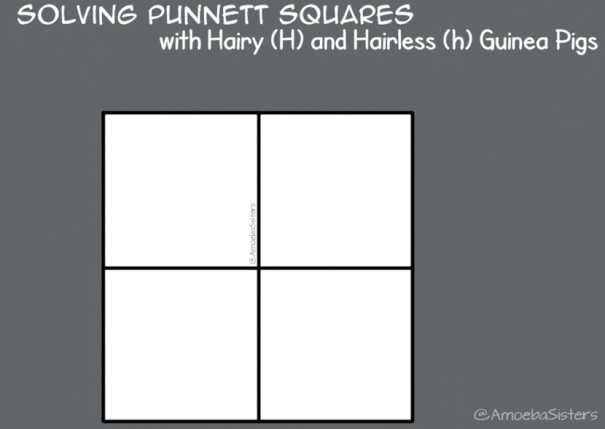 SOLVING PUNNETT SQUARES
with Hairy (H) and Hairless (h) Guinea Pigs
@AmoebaSisters
@AmoebaSisters